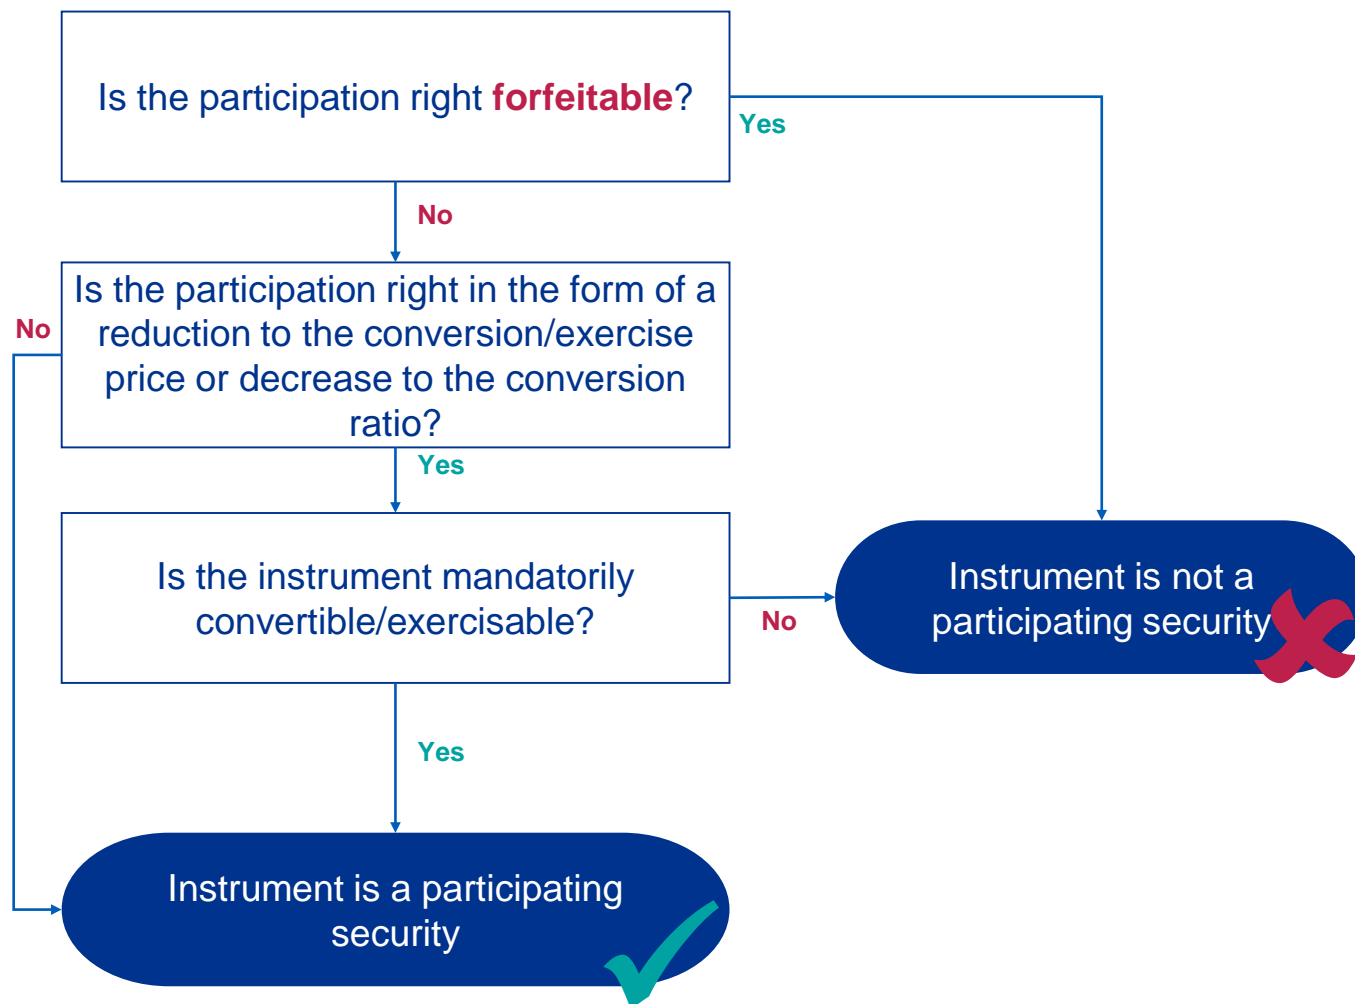 Is the participation right forfeitable?
Yes
No
Is the participation right in the form of a
reduction to the conversion/exercise
price or decrease to the conversion
ratio?
No
Yes
Is the instrument mandatorily
convertible/exercisable?
No
Instrument is not a
participating security
Yes
Instrument is a participating
security